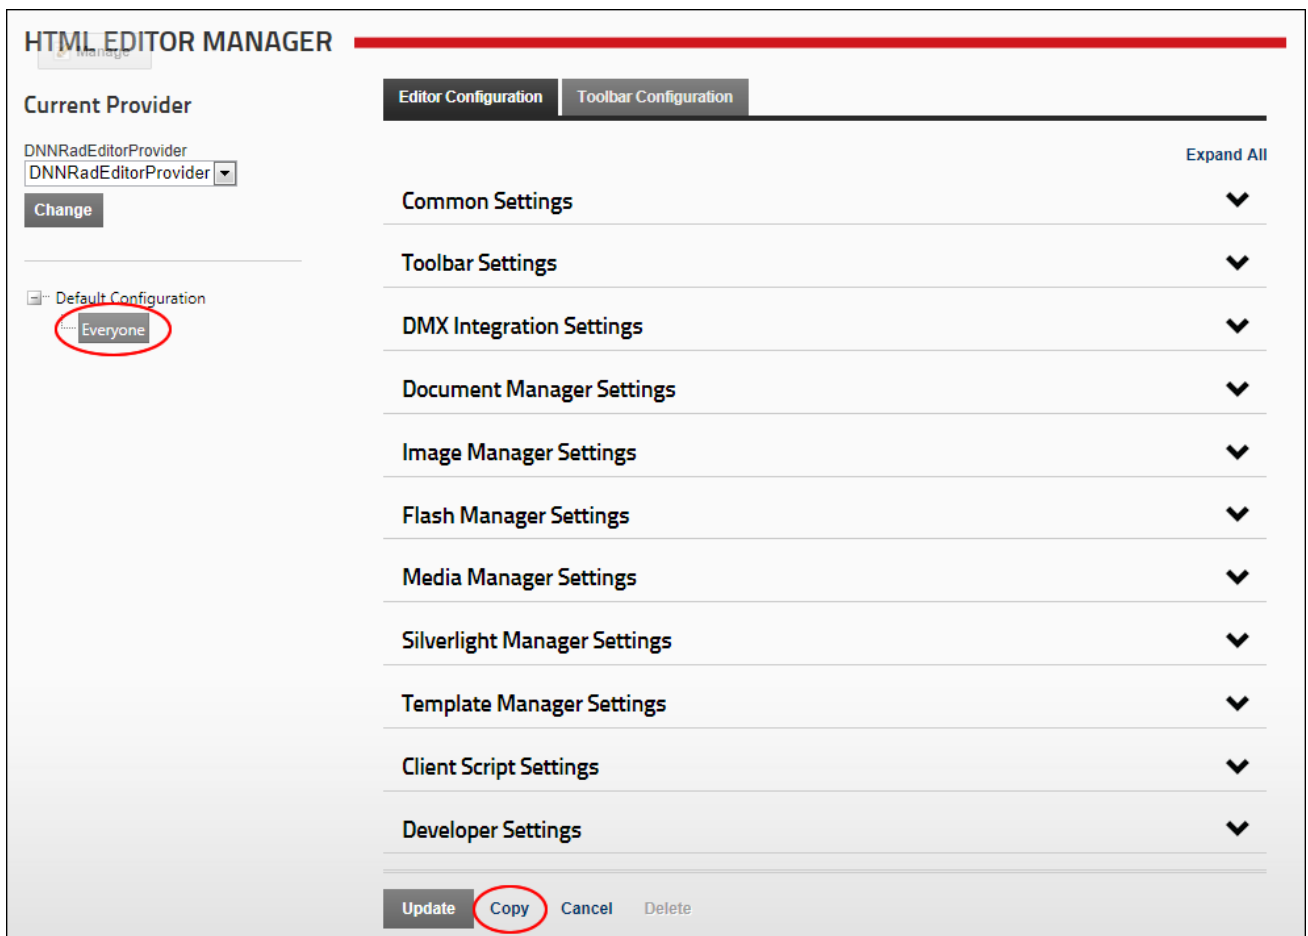 HTML EDITOR MANAGER
Manage
Current Provider
DNNRadEditorProvider
DNNRadEditorProvider
Change
Default Configuration
Everyone
Editor Configuration
Toolbar Configuration
Expand All
Common Settings
Toolbar Settings
DMX Integration Settings
Document Manager Settings
Image Manager Settings
Flash Manager Settings
Media Manager Settings
Silverlight Manager Settings
Template Manager Settings
Client Script Settings
Developer Settings
Update Copy Cancel Delete